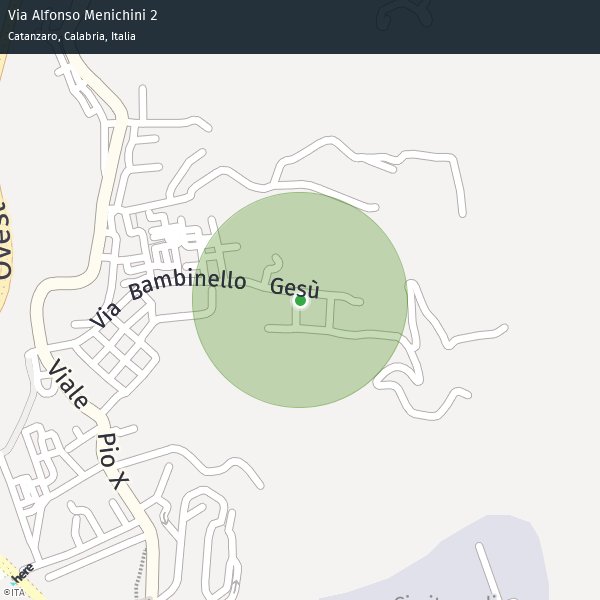 Via Alfonso Menichini 2
Catanzaro, Calabria, Italia
Ovest
Via Bambinello Gesù
Viale Pio X
here
©ITA